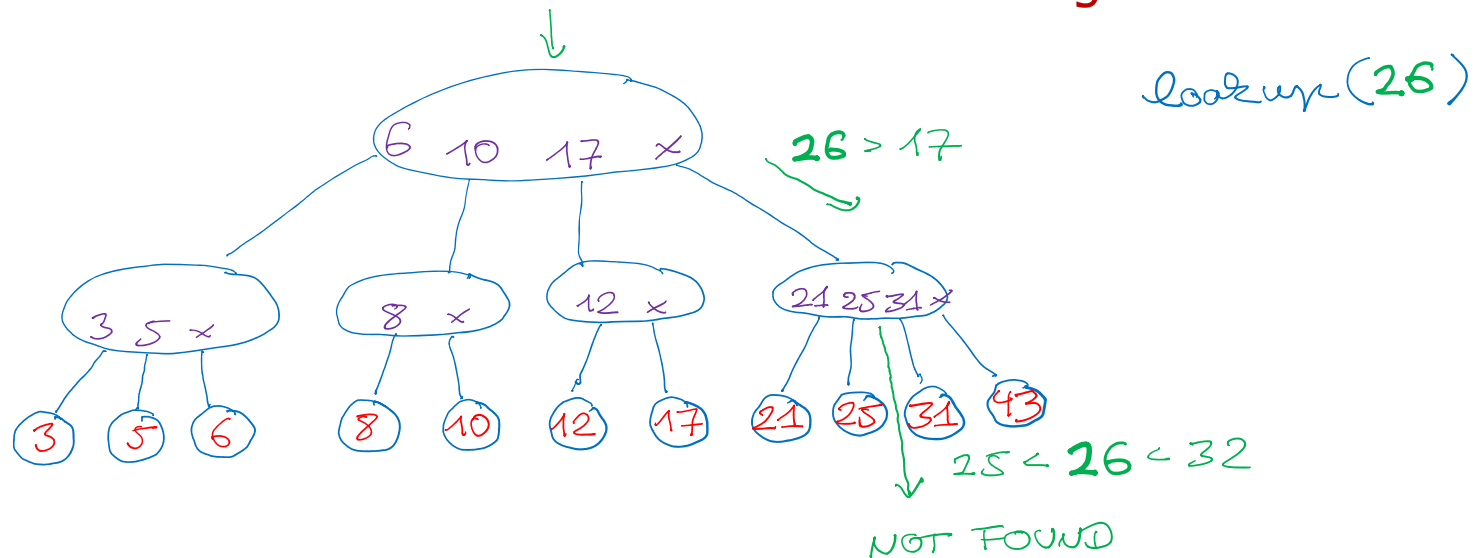 lookup(26)
6 10 17 x
26 > 17
3 5 x
8 x
12 x
21 25 31 x
3 5 6 8 10 12 17 21 25 31 43
25 < 26 < 32
NOT FOUND